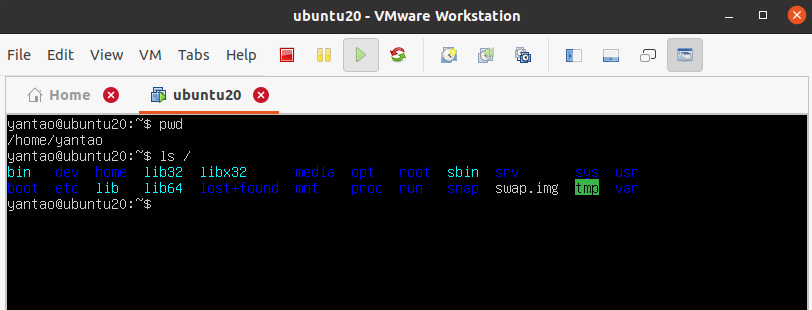 ubuntu20 - VMware Workstation
File Edit View VM Tabs Help
Home ubuntu20
yantao@ubuntu20:~$ pwd
/home/yantao
yantao@ubuntu20:~$ ls /
bin dev home lib32 libx32 media opt root sbin srv sys usr
boot etc lib lib64 lost+found mnt proc run snap swap.img tmp var
yantao@ubuntu20:~$